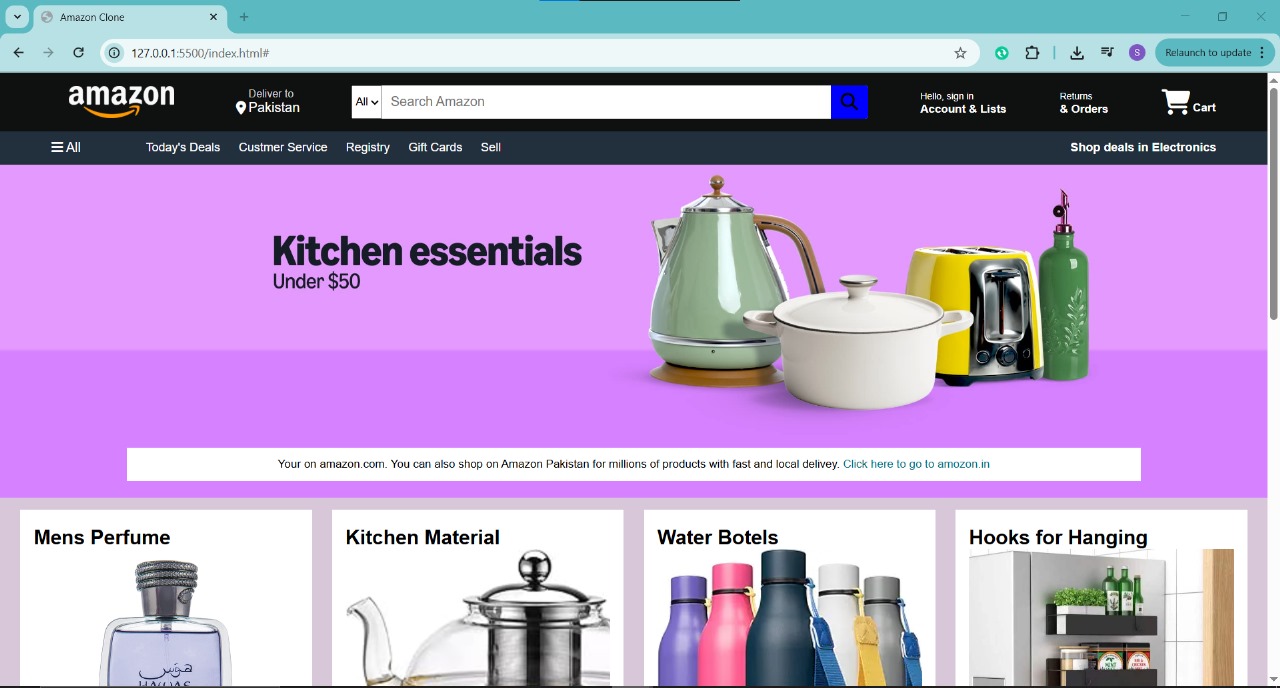 Amazon Clone
127.0.0.1:5500/index.html#
S
Relaunch to update
amazon
Deliver to
Pakistan
All
Search Amazon
Hello, sign in
Account & Lists
Returns
& Orders
Cart
All
Today's Deals
Custmer Service
Registry
Gift Cards
Sell
Shop deals in Electronics
Kitchen essentials
Under $50
Your on amazon.com. You can also shop on Amazon Pakistan for millions of products with fast and local delivey. Click here to go to amozon.in
Mens Perfume
Kitchen Material
Water Botels
Hooks for Hanging
هوس
HAWAS